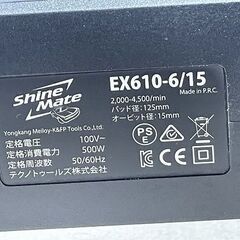 Shine Mate
EX610-6/15
2,000-4,500/min
パッド径：125mm
オービット径：15mm
Made in P.R.C.
Yongkang Melloy-K&FP Tools Co.,Ltd.
定格電圧 100V~
定格消費電力 500W
定格周波数 50/60Hz
テクノトゥールズ株式会社
PS
E